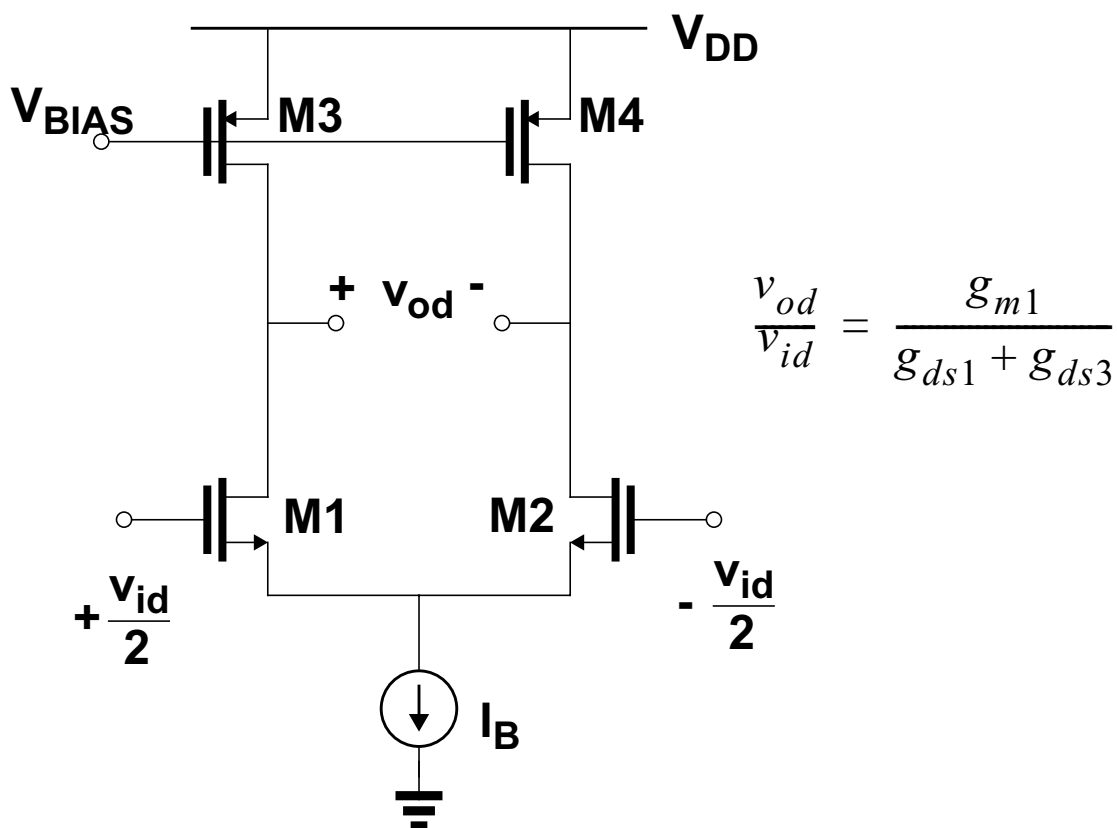 V_DD
V_BIAS
M3
M4
+ v_od -
v_od / v_id = g_m1 / (g_ds1 + g_ds3)
M1
M2
+ v_id / 2
- v_id / 2
I_B